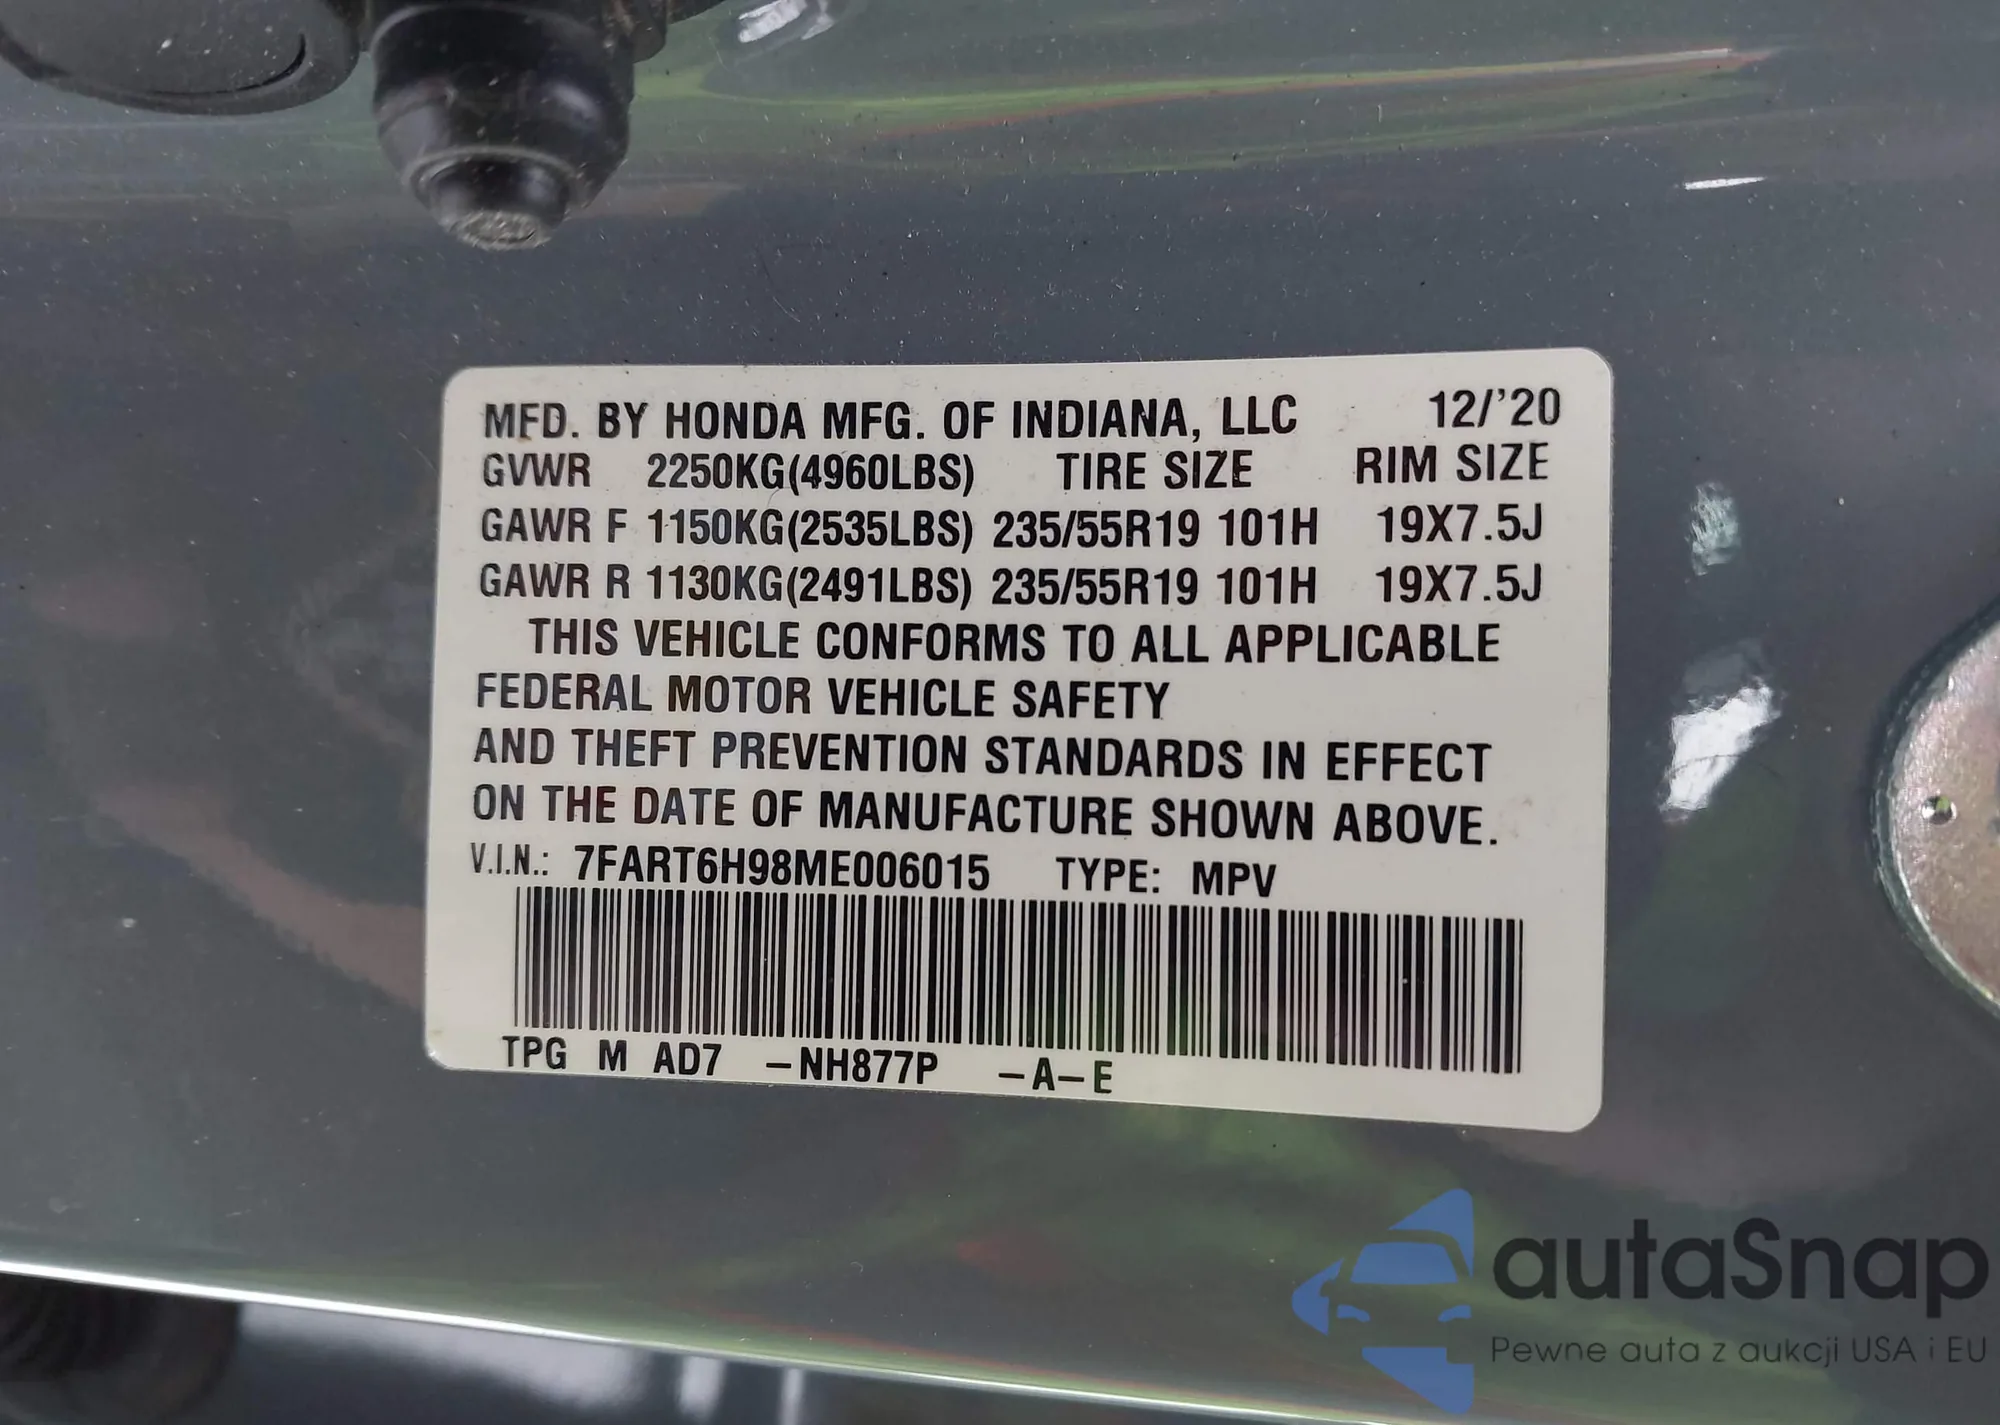 MFD. BY HONDA MFG. OF INDIANA, LLC 12/'20
GVWR 2250KG(4960LBS) TIRE SIZE RIM SIZE
GAWR F 1150KG(2535LBS) 235/55R19 101H 19X7.5J
GAWR R 1130KG(2491LBS) 235/55R19 101H 19X7.5J
THIS VEHICLE CONFORMS TO ALL APPLICABLE
FEDERAL MOTOR VEHICLE SAFETY
AND THEFT PREVENTION STANDARDS IN EFFECT
ON THE DATE OF MANUFACTURE SHOWN ABOVE.
V.I.N.: 7FART6H98ME006015 TYPE: MPV
TPG M AD7 –NH877P –A–E
autaSnap
Pewne auta z aukcji USA i EU